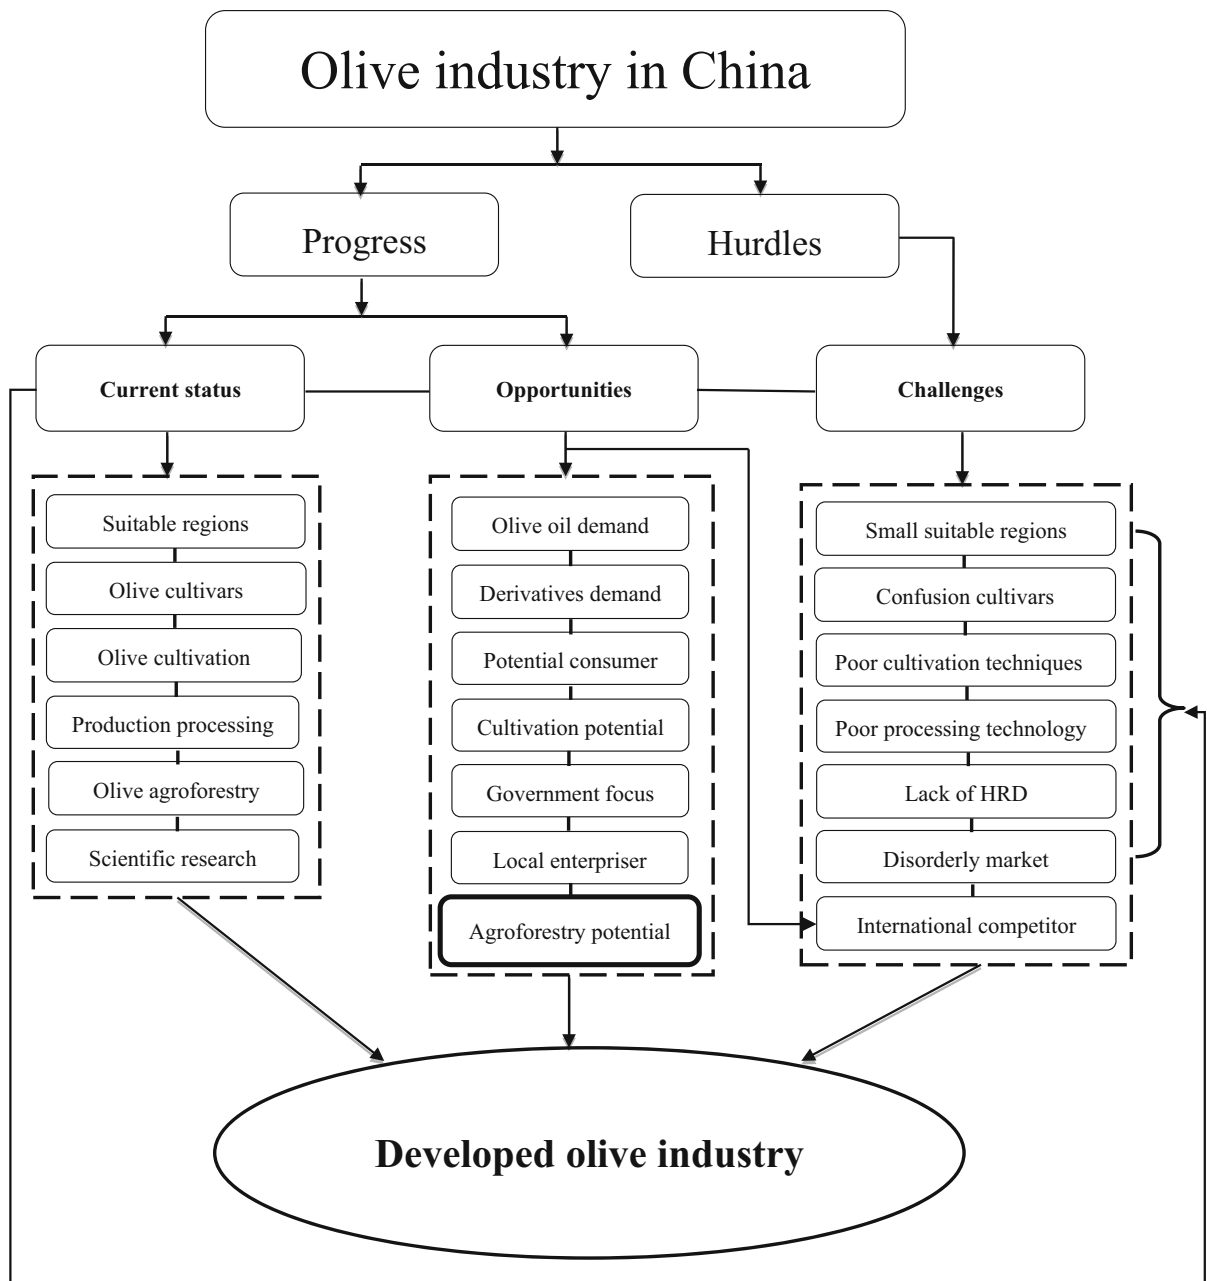 Olive industry in China
Progress
Hurdles
Current status
Opportunities
Challenges
Suitable regions
Olive cultivars
Olive cultivation
Production processing
Olive agroforestry
Scientific research
Olive oil demand
Derivatives demand
Potential consumer
Cultivation potential
Government focus
Local enterpriser
Agroforestry potential
Small suitable regions
Confusion cultivars
Poor cultivation techniques
Poor processing technology
Lack of HRD
Disorderly market
International competitor
Developed olive industry